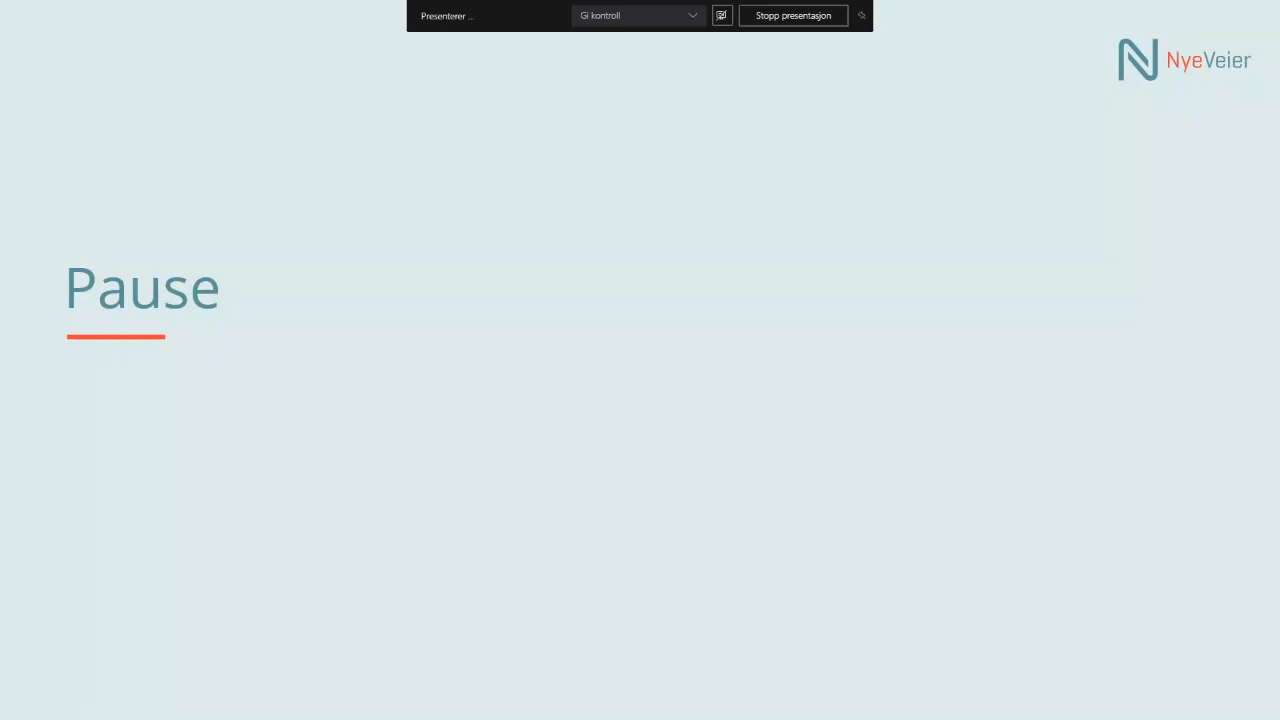 Presenterer ...
Gi kontroll
Stopp presentasjon
NyeVeier
Pause